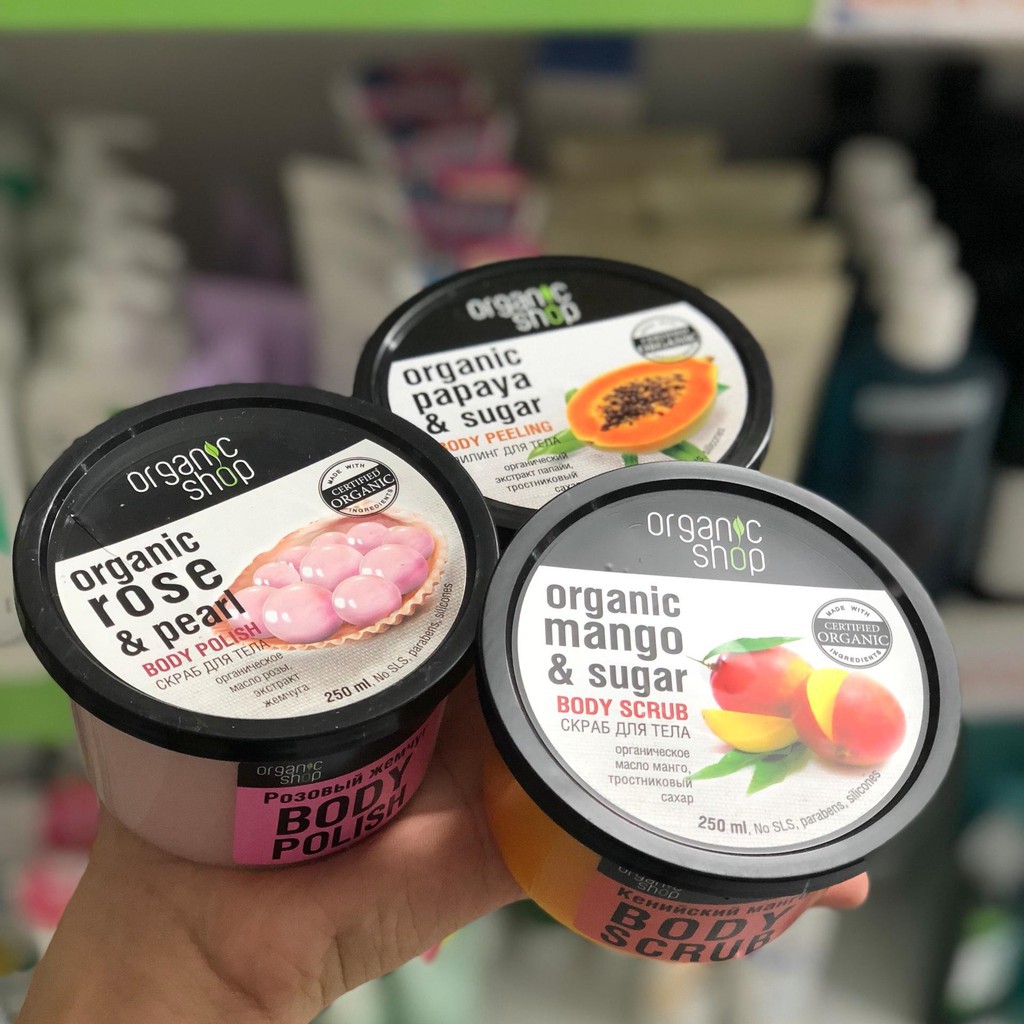 organic
shop
organic
papaya
& sugar
BODY PEELING
ПИЛИНГ ДЛЯ ТЕЛА
органический
экстракт папайи,
тростниковый
сахар
silicones
organic
shop
MADE WITH
CERTIFIED
ORGANIC
INGREDIENTS
organic
rose
& pearl
BODY POLISH
СКРАБ ДЛЯ ТЕЛА
органическое
масло розы,
экстракт
жемчуга
250 ml, No SLS, parabens, silicones
organic
shop
Розовый жемчуг
BODY
POLISH
organic
shop
MADE WITH
CERTIFIED
ORGANIC
INGREDIENTS
organic
mango
& sugar
BODY SCRUB
СКРАБ ДЛЯ ТЕЛА
органическое
масло манго,
тростниковый
сахар
250 ml, No SLS, parabens, silicones
organic
shop
Кенийский манго
BODY
SCRUB